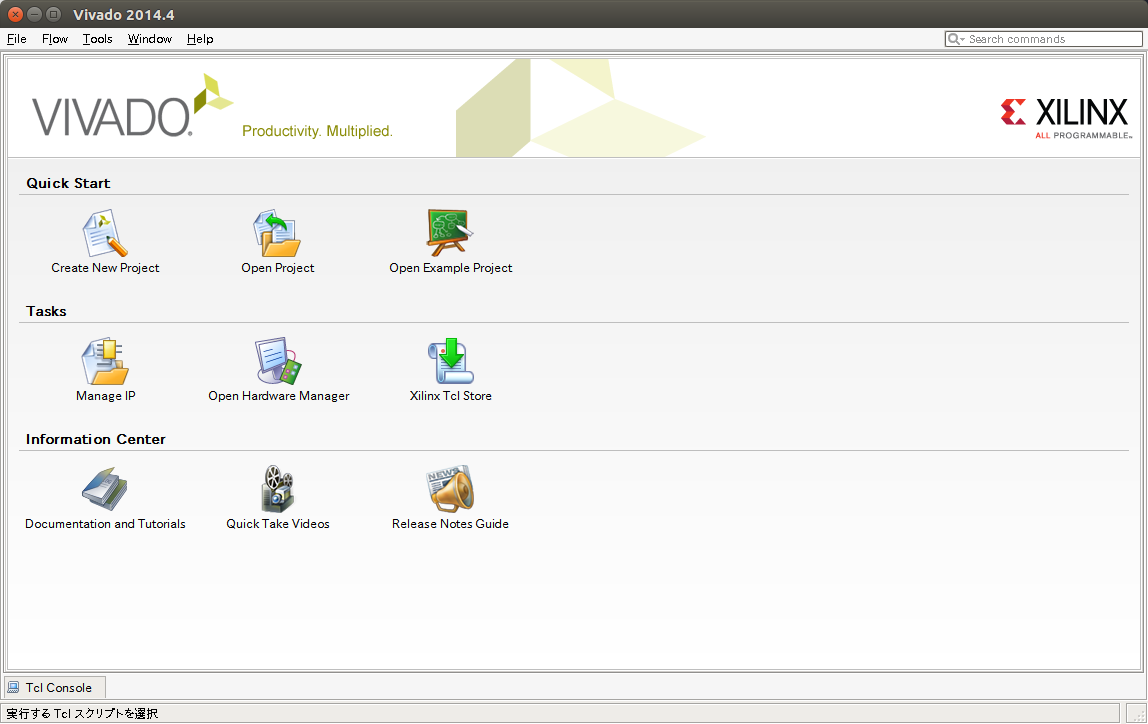 Vivado 2014.4
File Flow Tools Window Help Search commands
VIVADO.
Productivity. Multiplied.
XILINX
ALL PROGRAMMABLE™
Quick Start
Create New Project Open Project Open Example Project
Tasks
Manage IP Open Hardware Manager Xilinx Tcl Store
Information Center
NEWS
Documentation and Tutorials Quick Take Videos Release Notes Guide
Tcl Console
実行する Tcl スクリプトを選択